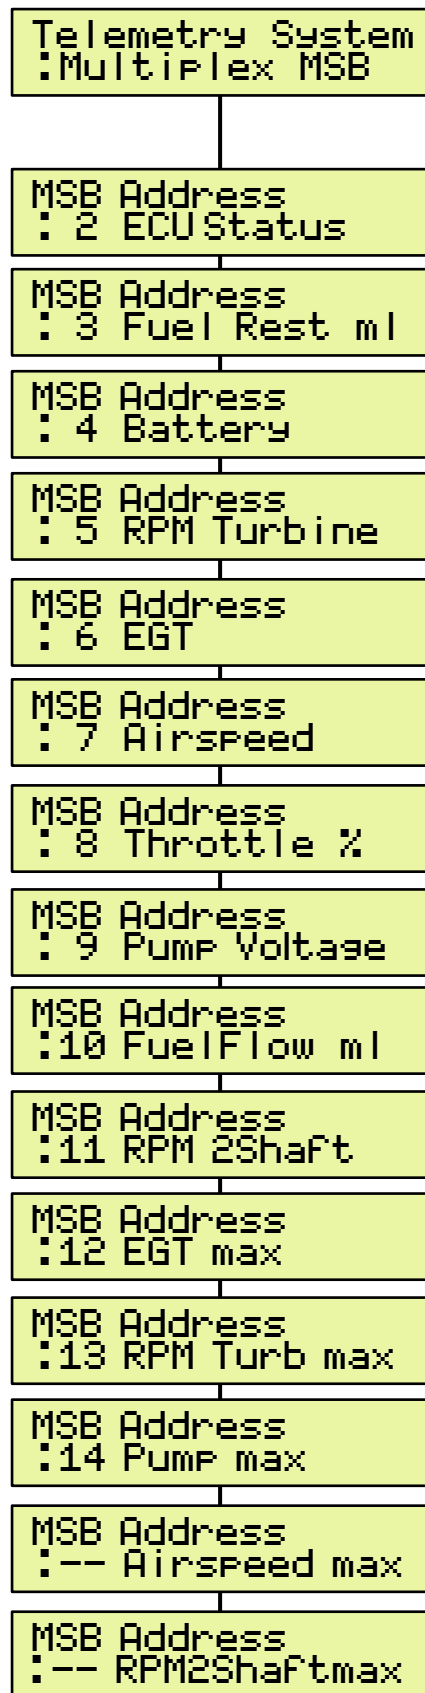 Telemetry System
:Multiplex MSB
MSB Address
: 2 ECUStatus
MSB Address
: 3 Fuel Rest ml
MSB Address
: 4 Battery
MSB Address
: 5 RPM Turbine
MSB Address
: 6 EGT
MSB Address
: 7 Airspeed
MSB Address
: 8 Throttle %
MSB Address
: 9 Pump Voltage
MSB Address
:10 FuelFlow ml
MSB Address
:11 RPM 2Shaft
MSB Address
:12 EGT max
MSB Address
:13 RPM Turb max
MSB Address
:14 Pump max
MSB Address
:-- Airspeed max
MSB Address
:-- RPM2Shaftmax